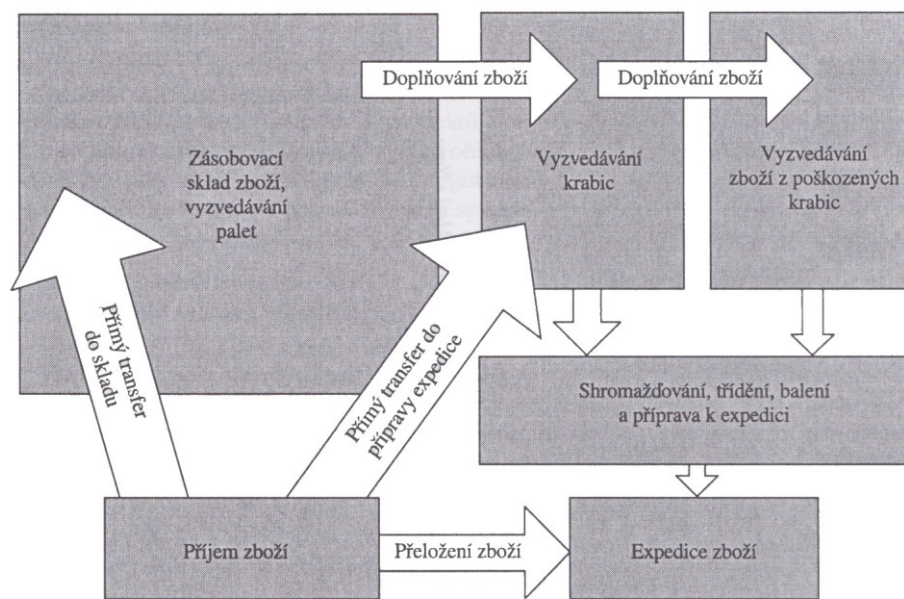 Doplňování zboží
Doplňování zboží
Zásobovací
sklad zboží,
vyzvedávání
palet
Vyzvedávání
krabic
Vyzvedávání
zboží z poškozených
krabic
Přímý transfer
do skladu
Přímý transfer do
přípravy expedice
Shromažďování, třídění, balení
a příprava k expedici
Příjem zboží
Přeložení zboží
Expedice zboží